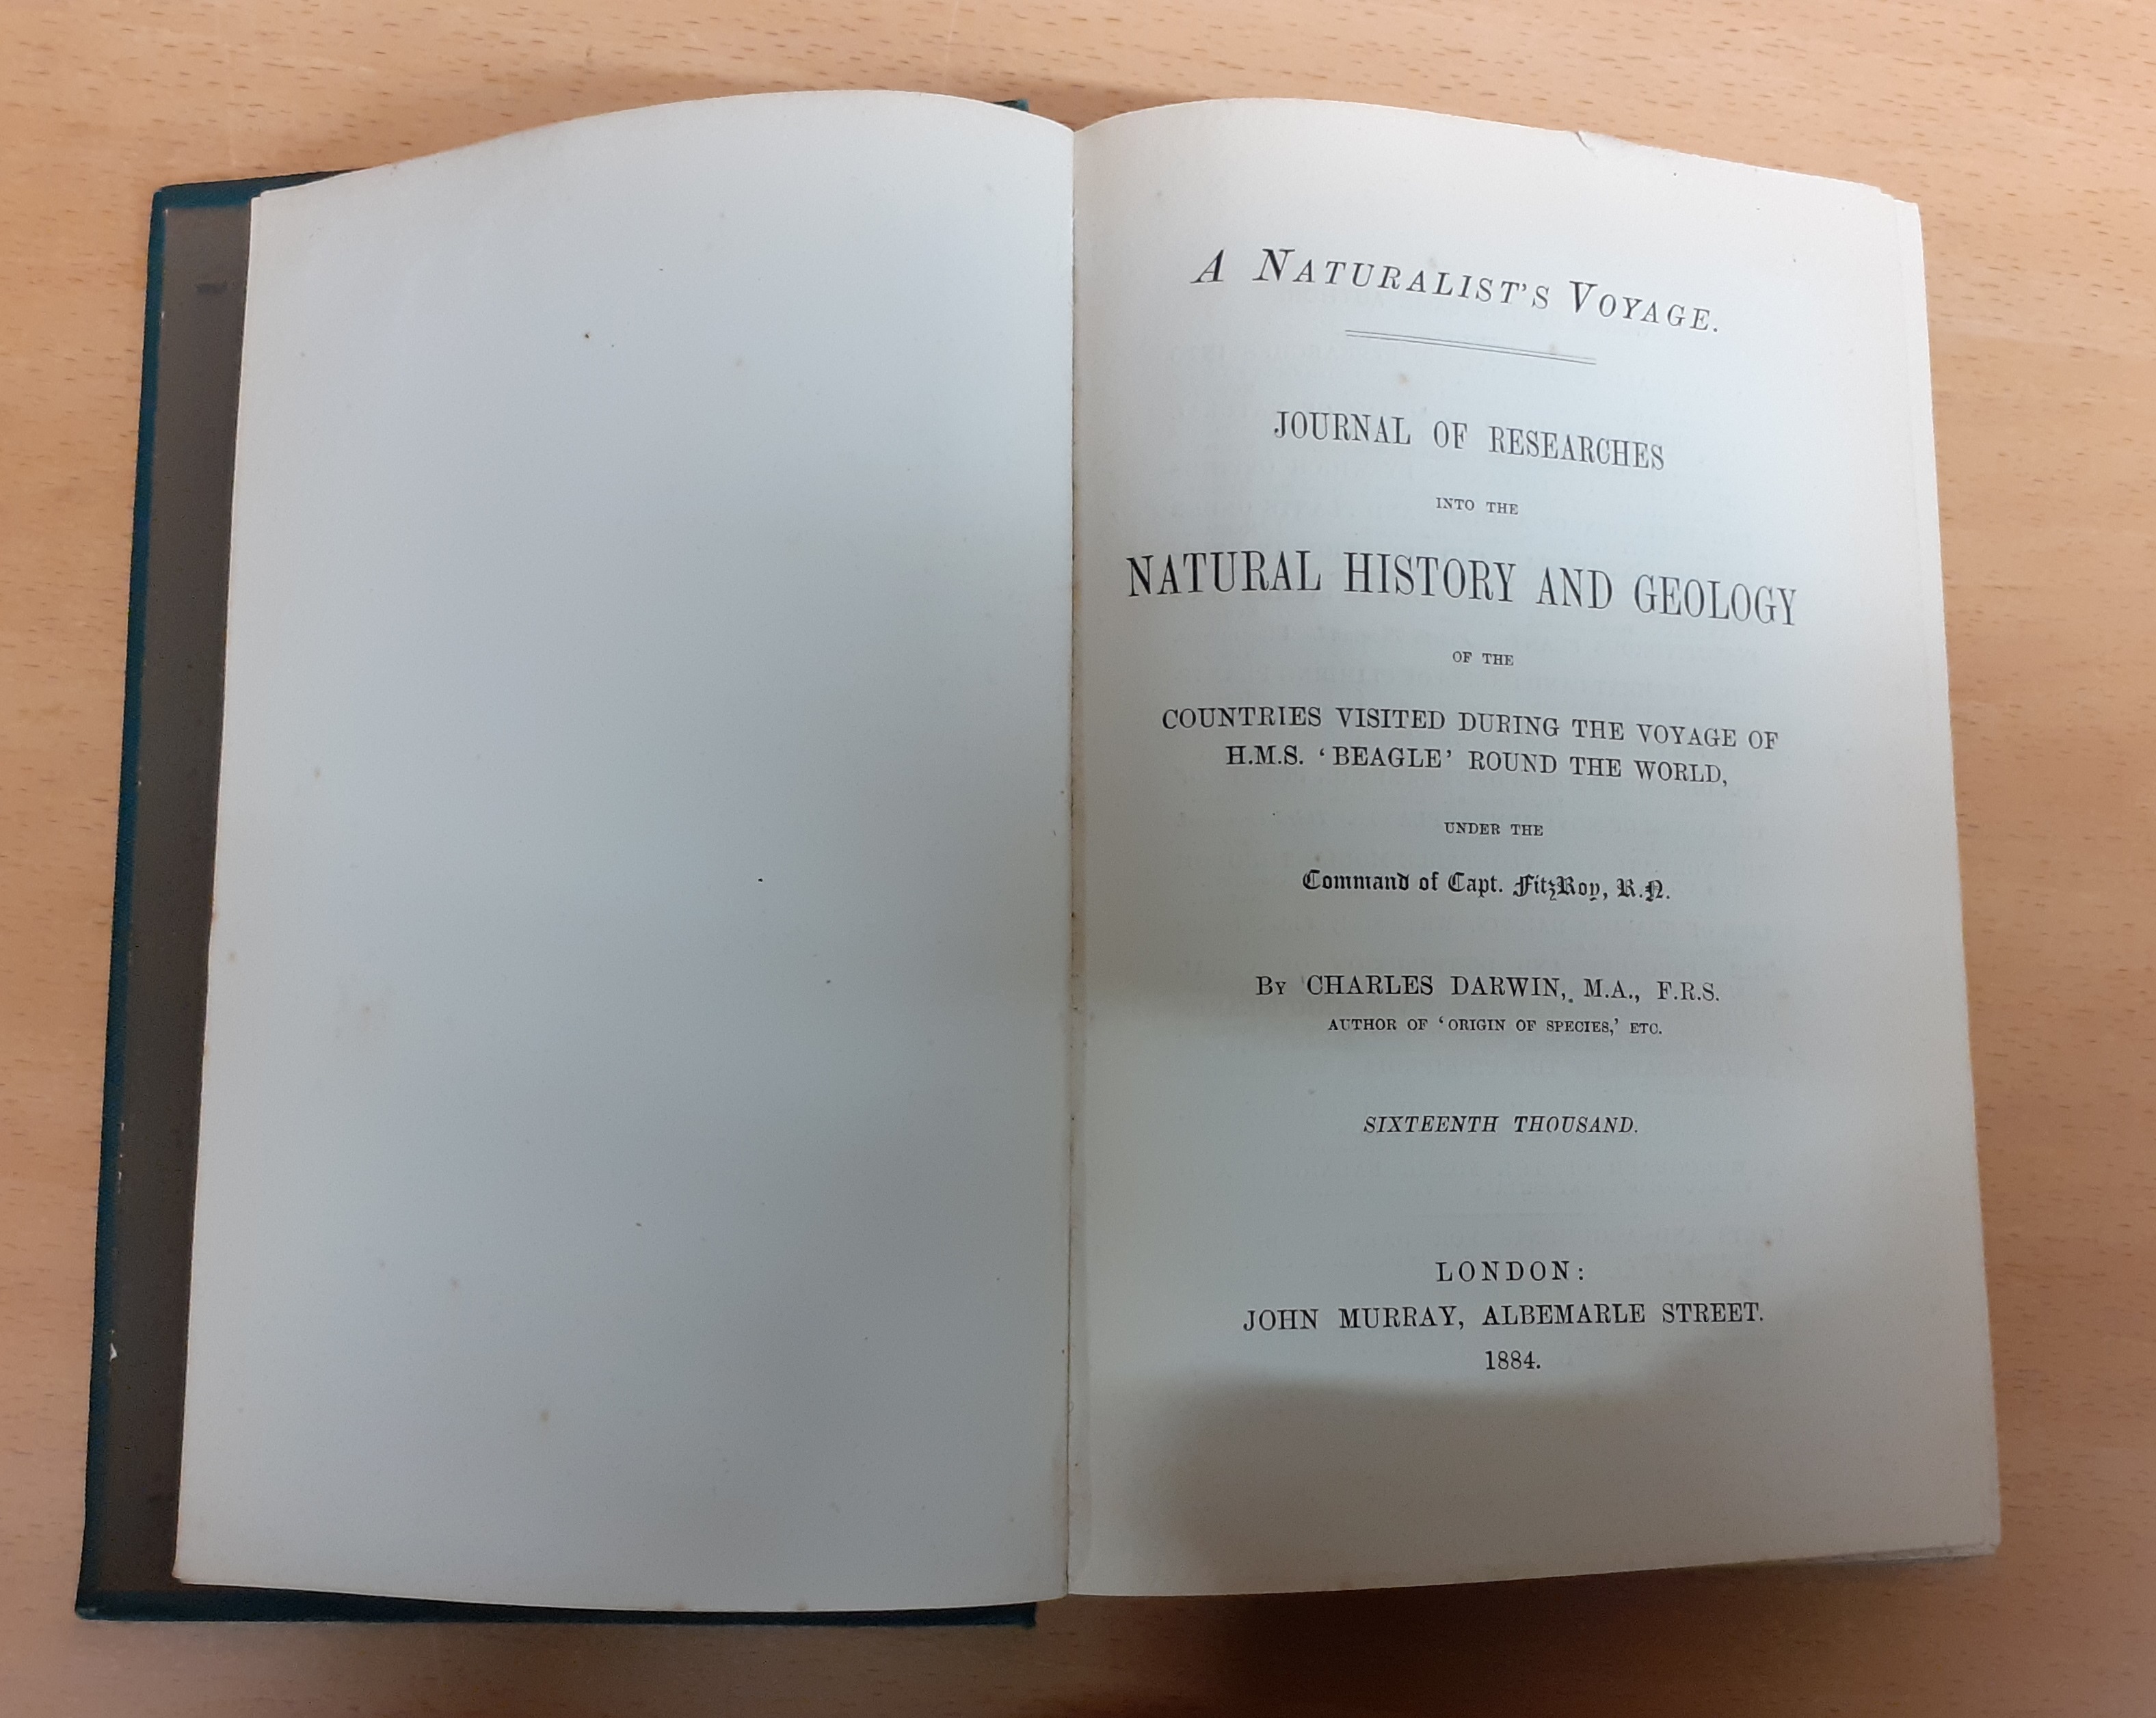 A NATURALIST'S VOYAGE.
JOURNAL OF RESEARCHES
INTO THE
NATURAL HISTORY AND GEOLOGY
OF THE
COUNTRIES VISITED DURING THE VOYAGE OF
H.M.S. ‘BEAGLE’ ROUND THE WORLD,
UNDER THE
Command of Capt. FitzRoy, R.N.
BY CHARLES DARWIN, M.A., F.R.S.
AUTHOR OF ‘ORIGIN OF SPECIES,’ ETC.
SIXTEENTH THOUSAND.
LONDON:
JOHN MURRAY, ALBEMARLE STREET.
1884.